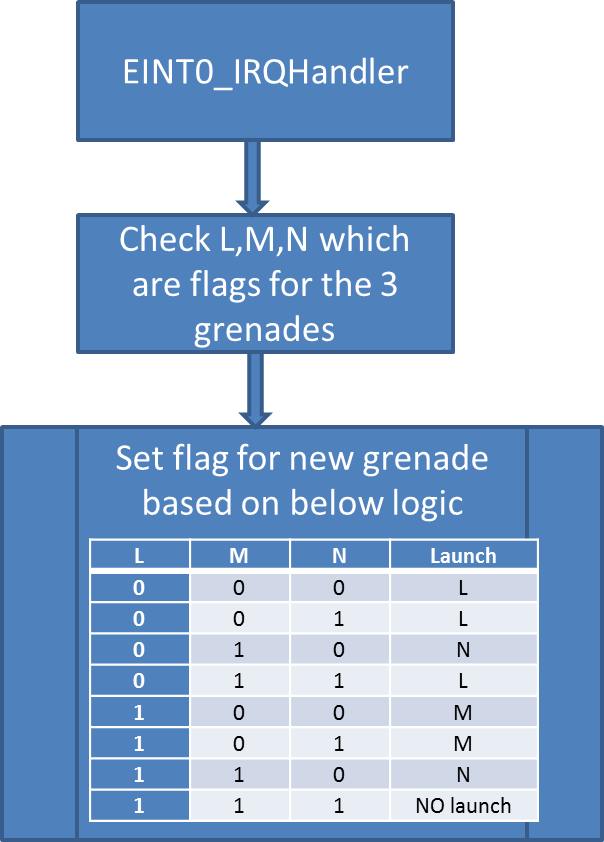 EINT0_IRQHandler
Check L,M,N which
are flags for the 3
grenades
Set flag for new grenade
based on below logic
L M N Launch
0 0 0 L
0 0 1 L
0 1 0 N
0 1 1 L
1 0 0 M
1 0 1 M
1 1 0 N
1 1 1 NO launch